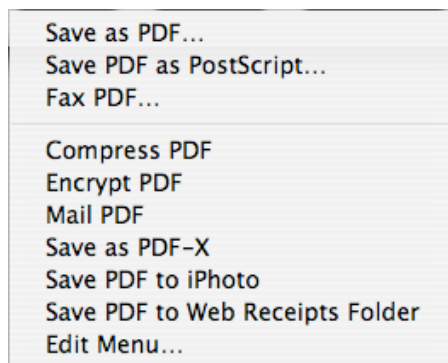 Save as PDF...
Save PDF as PostScript...
Fax PDF...
Compress PDF
Encrypt PDF
Mail PDF
Save as PDF-X
Save PDF to iPhoto
Save PDF to Web Receipts Folder
Edit Menu...